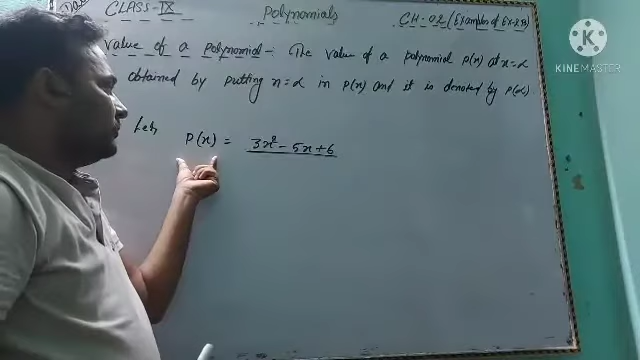 CLASS-IX Polynomials CH-02 (Examples of Ex-2.2)
Value of a polynomial :- The value of a polynomial p(x) at x=α
obtained by putting x=α in P(x) and it is denoted by P(α).
Let,
P(x) = 3x² - 5x + 6
KINEMASTER